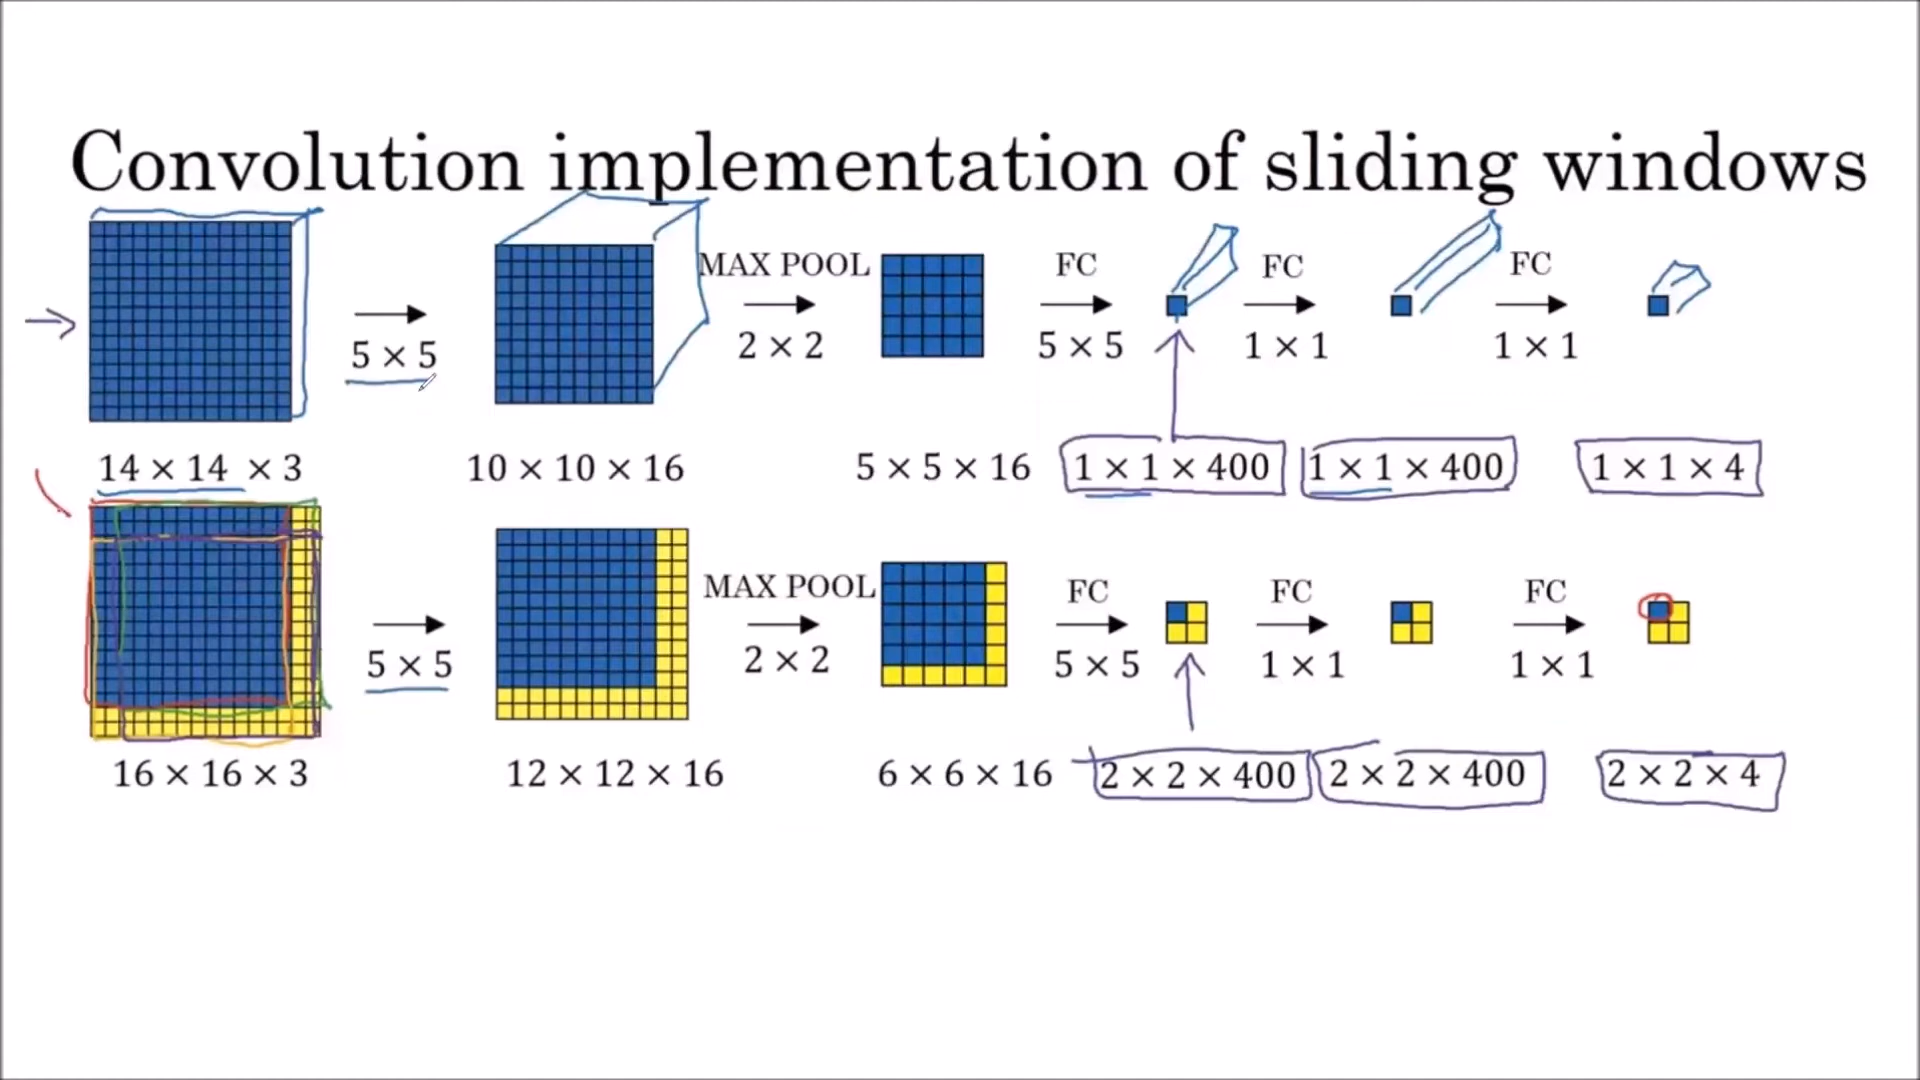 Convolution implementation of sliding windows
MAX POOL FC FC FC
5 × 5 2 × 2 5 × 5 1 × 1 1 × 1
14 × 14 × 3 10 × 10 × 16 5 × 5 × 16 1 × 1 × 400 1 × 1 × 400 1 × 1 × 4
MAX POOL FC FC FC
5 × 5 2 × 2 5 × 5 1 × 1 1 × 1
16 × 16 × 3 12 × 12 × 16 6 × 6 × 16 2 × 2 × 400 2 × 2 × 400 2 × 2 × 4